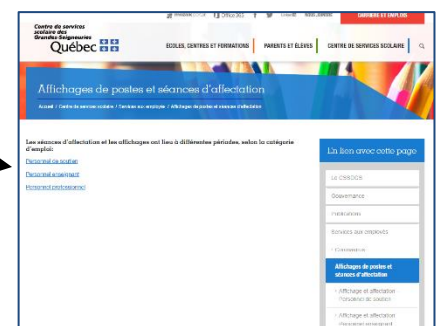 Office 365
CARRIÈRE ET EMPLOIS
Centre de services
scolaire des
Grandes-Seigneuries
Québec
ÉCOLES, CENTRES ET FORMATIONS
PARENTS ET ÉLÈVES
CENTRE DE SERVICES SCOLAIRE
Affichages de postes et séances d'affectation
Accueil / Centre de services scolaire / Services aux employés / Affichages de postes et séances d'affectation
Les séances d'affectation et les affichages ont lieu à différentes périodes, selon la catégorie
d'emploi:
Personnel de soutien
Personnel enseignant
Personnel professionnel
En lien avec cette page
Le CSSDGS
Gouvernance
Publications
Services aux employés
Affichages de postes et
séances d'affectation
Affichage et affectation
Personnel de soutien
Affichage et affectation
Personnel enseignant